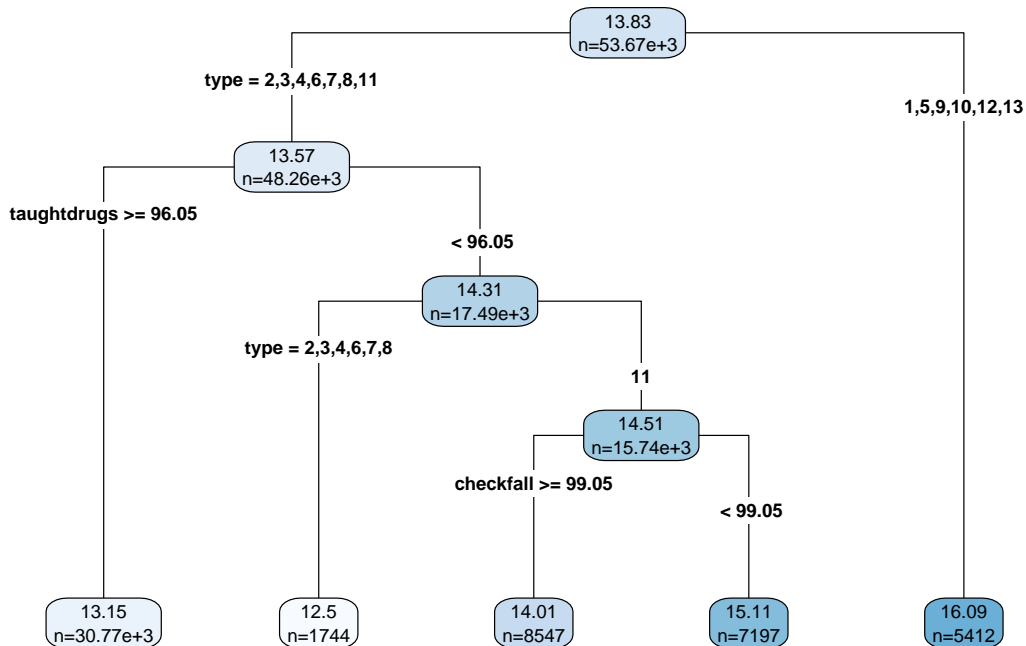 13.83
n=53.67e+3
type = 2,3,4,6,7,8,11
1,5,9,10,12,13
13.57
n=48.26e+3
taughtdrugs >= 96.05
< 96.05
14.31
n=17.49e+3
type = 2,3,4,6,7,8
11
14.51
n=15.74e+3
checkfall >= 99.05
< 99.05
13.15
n=30.77e+3
12.5
n=1744
14.01
n=8547
15.11
n=7197
16.09
n=5412